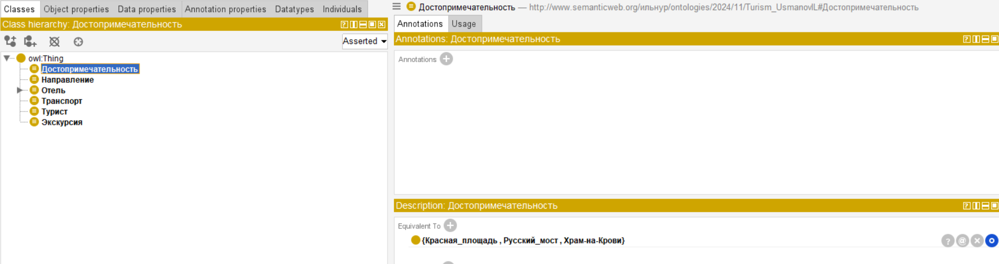 Classes Object properties Data properties Annotation properties Datatypes Individuals
Class hierarchy: Достопримечательность
Asserted
owl:Thing
Достопримечательность
Направление
Отель
Транспорт
Турист
Экскурсия
Достопримечательность — http://www.semanticweb.org/ильнур/ontologies/2024/11/Turism_UsmanovIL#Достопримечательность
Annotations Usage
Annotations: Достопримечательность
Annotations
Description: Достопримечательность
Equivalent To
{Красная_площадь , Русский_мост , Храм-на-Крови}